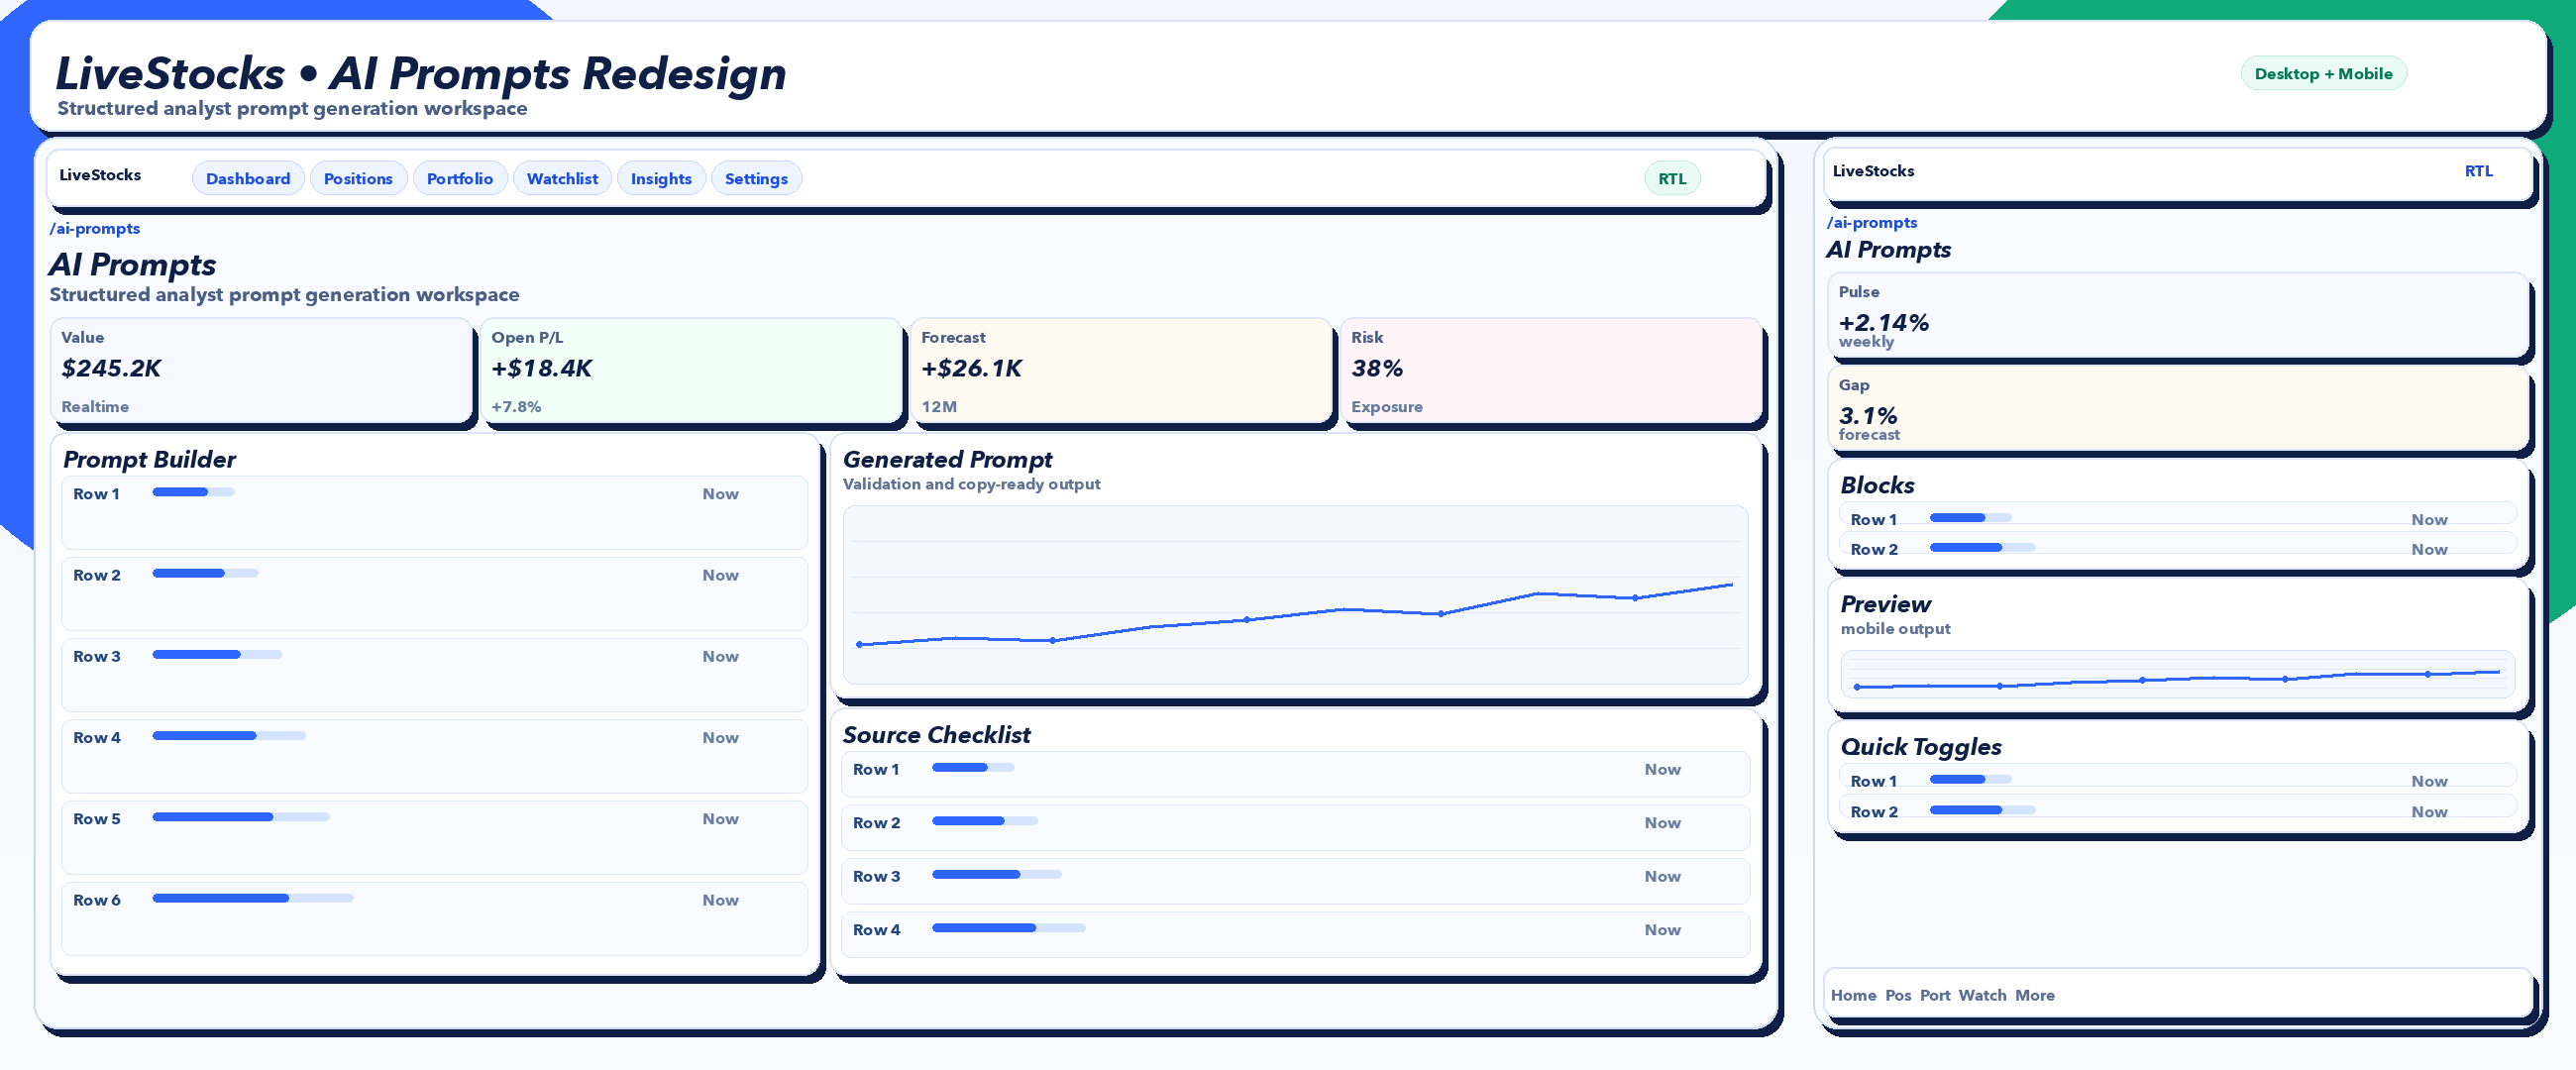 LiveStocks • AI Prompts Redesign
Structured analyst prompt generation workspace
Desktop + Mobile
LiveStocks Dashboard Positions Portfolio Watchlist Insights Settings RTL
/ai-prompts
AI Prompts
Structured analyst prompt generation workspace
Value
$245.2K
Realtime
Open P/L
+$18.4K
+7.8%
Forecast
+$26.1K
12M
Risk
38%
Exposure
Prompt Builder
Row 1 Now
Row 2 Now
Row 3 Now
Row 4 Now
Row 5 Now
Row 6 Now
Generated Prompt
Validation and copy-ready output
Source Checklist
Row 1 Now
Row 2 Now
Row 3 Now
Row 4 Now
LiveStocks RTL
/ai-prompts
AI Prompts
Pulse
+2.14%
weekly
Gap
3.1%
forecast
Blocks
Row 1 Now
Row 2 Now
Preview
mobile output
Quick Toggles
Row 1 Now
Row 2 Now
Home Pos Port Watch More